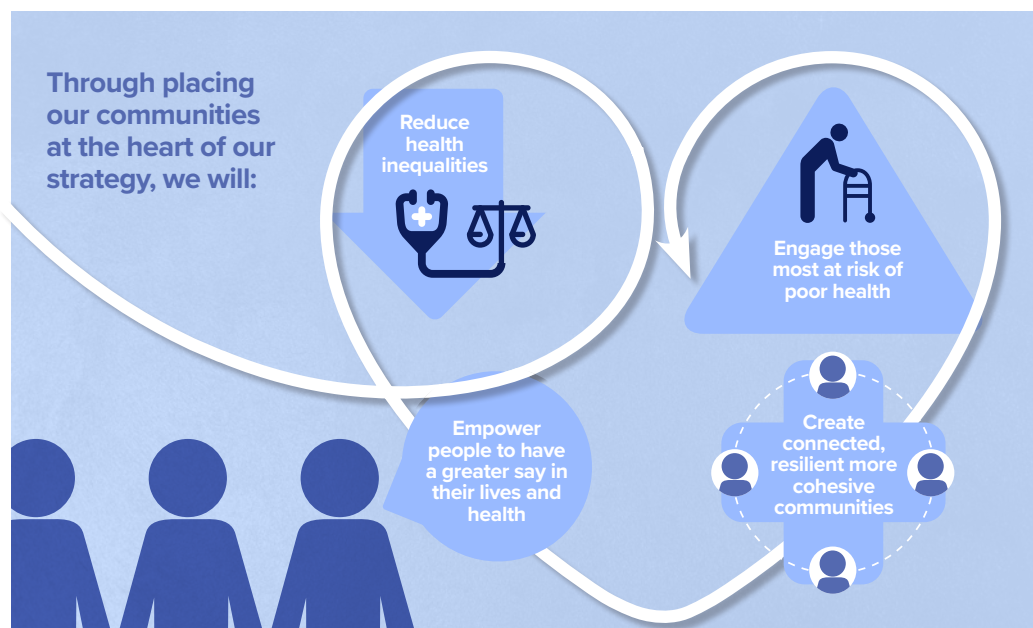 Through placing
our communities
at the heart of our
strategy, we will:
Reduce
health
inequalities
Empower
people to have
a greater say in
their lives and
health
Create
connected,
resilient more
cohesive
communities
Engage those
most at risk of
poor health